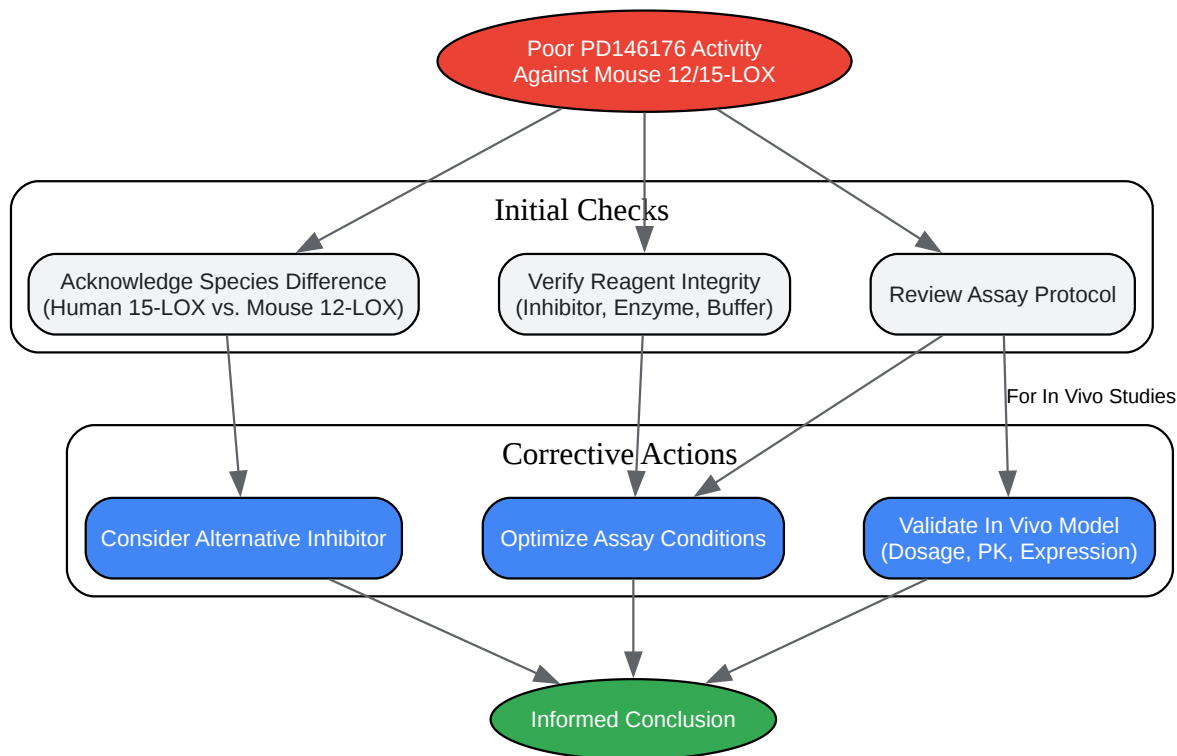 Poor PD146176 Activity
Against Mouse 12/15-LOX
Initial Checks
Acknowledge Species Difference
(Human 15-LOX vs. Mouse 12-LOX)
Verify Reagent Integrity
(Inhibitor, Enzyme, Buffer)
Review Assay Protocol
For In Vivo Studies
Corrective Actions
Consider Alternative Inhibitor
Optimize Assay Conditions
Validate In Vivo Model
(Dosage, PK, Expression)
Informed Conclusion